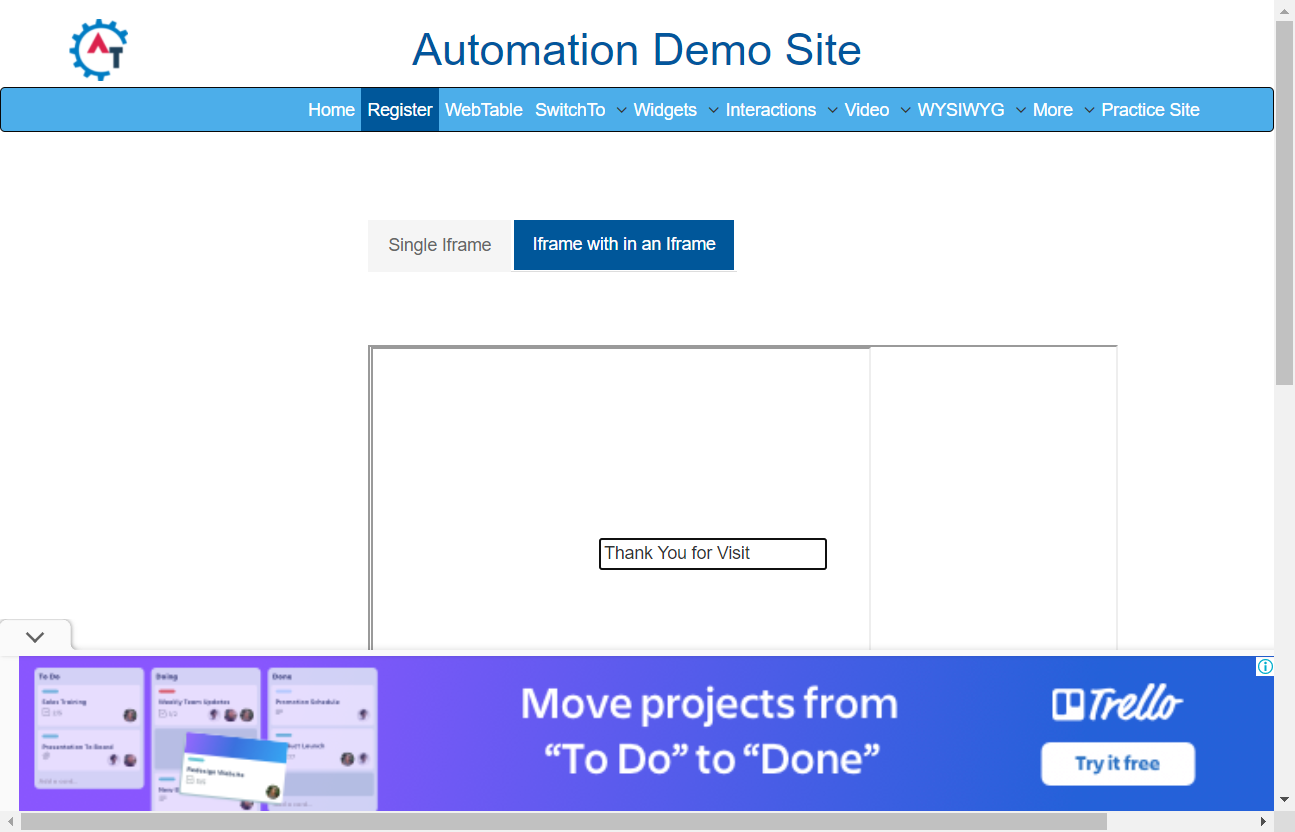 Automation Demo Site
Home Register WebTable SwitchTo Widgets Interactions Video WYSIWYG More Practice Site
Single Iframe Iframe with in an Iframe
Thank You for Visit
To Do Doing Done
Sales Training Weekly Team Updates Promotion Schedule
Presentation To Board
Redesign Website
Add a card...
Move projects from
“To Do” to “Done”
Trello
Try it free